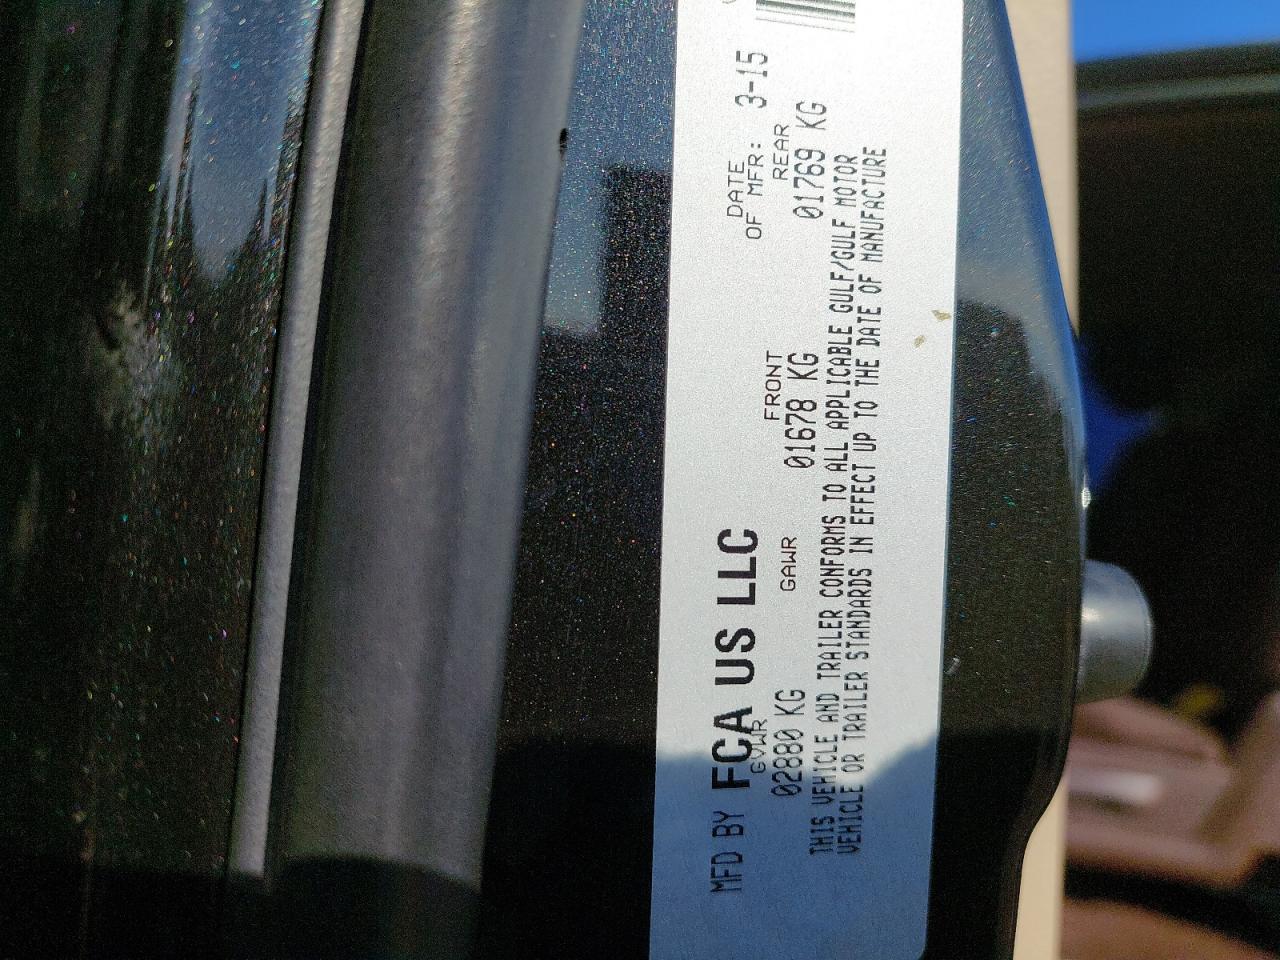 MFD BY FCA US LLC
DATE
OF MFR: 3-15
GVWR
GAWR
FRONT
REAR
02880 KG
01678 KG
01769 KG
THIS VEHICLE AND TRAILER CONFORMS TO ALL APPLICABLE GULF/GULF MOTOR
VEHICLE OR TRAILER STANDARDS IN EFFECT UP TO THE DATE OF MANUFACTURE